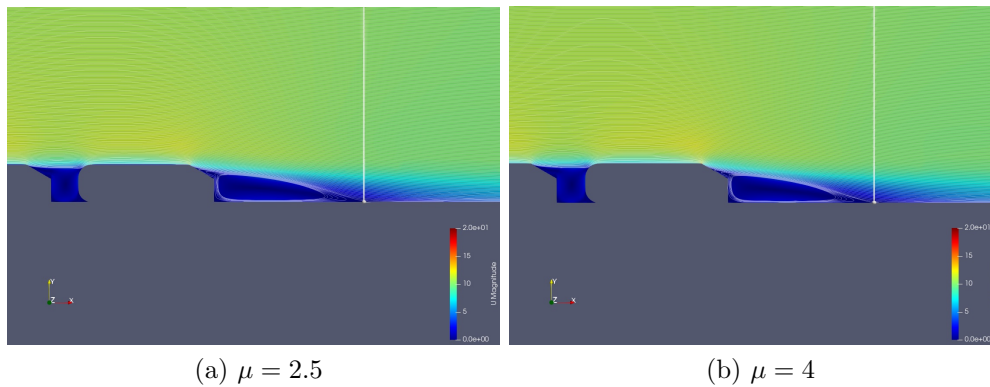 2.0e+01
15
10
5
0.0e+00
U Magnitude
Y
Z X
2.0e+01
15
10
5
0.0e+00
Y
Z X
(a) μ = 2.5
(b) μ = 4